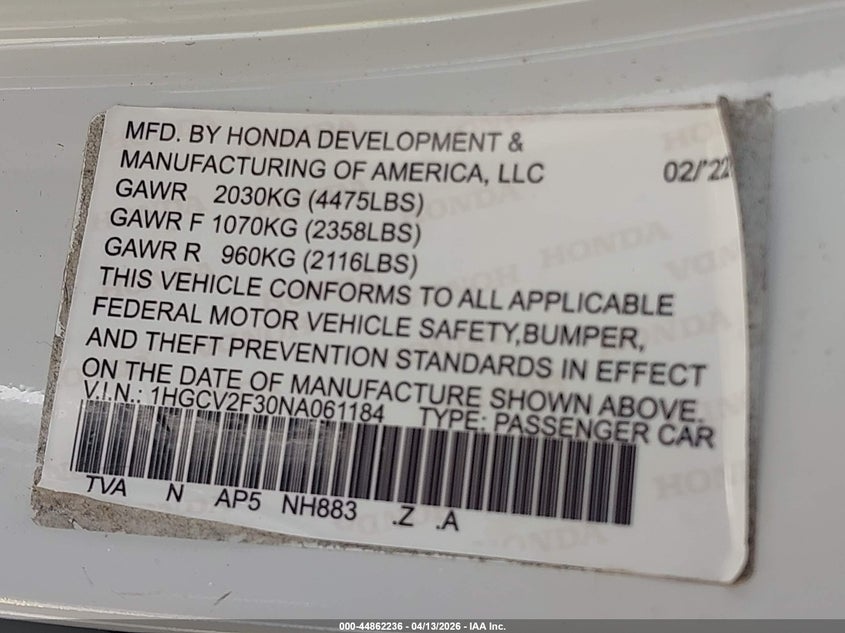 MFD. BY HONDA DEVELOPMENT &
MANUFACTURING OF AMERICA, LLC 02/'22
GAWR 2030KG (4475LBS)
GAWR F 1070KG (2358LBS)
GAWR R 960KG (2116LBS)
THIS VEHICLE CONFORMS TO ALL APPLICABLE
FEDERAL MOTOR VEHICLE SAFETY,BUMPER,
AND THEFT PREVENTION STANDARDS IN EFFECT
ON THE DATE OF MANUFACTURE SHOWN ABOVE.
V.I.N.: 1HGCV2F30NA061184 TYPE: PASSENGER CAR
TVA N AP5 NH883 .Z .A
000-44862236 - 04/13/2026 - IAA Inc.